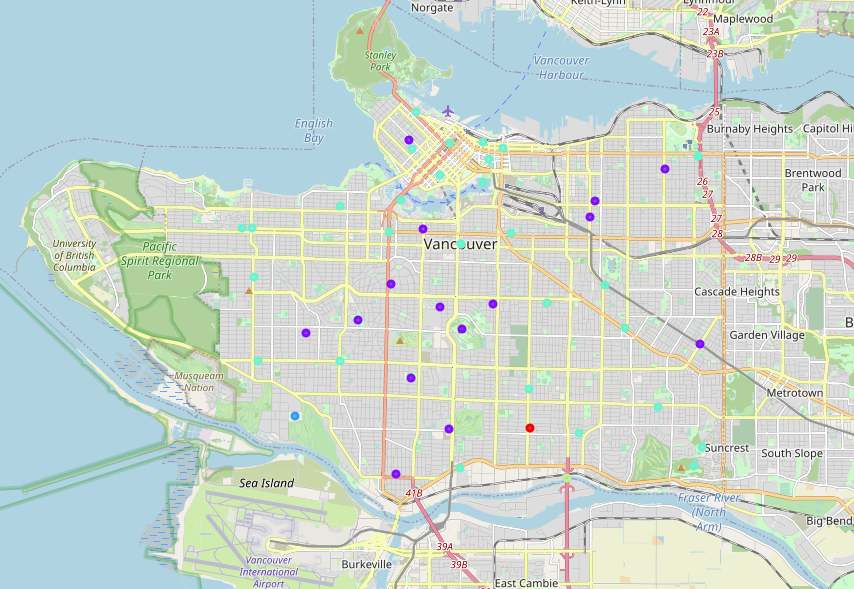 Norgate
Keith-Lynn
Lynnmour
22
Maplewood
23A
23B
Stanley
Park
Vancouver
Harbour
English
Bay
25
Burnaby Heights
Capitol Hi
Brentwood
Park
26
27
27
28
28B
29
29
University
of British
Columbia
Pacific
Spirit Regional
Park
Vancouver
Cascade Heights
Garden Village
B
Musqueam
Nation
Metrotown
Suncrest
South Slope
Sea Island
41B
Fraser River
(North
Arm)
Big Bend
39A
39B
Vancouver
International
Airport
Burkeville
East Cambie